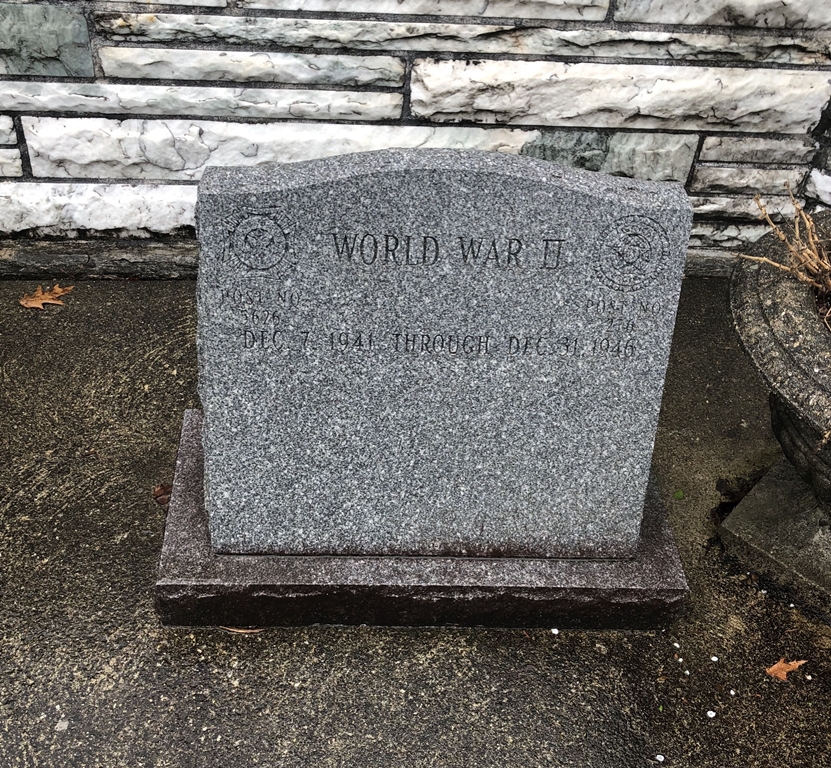 WORLD WAR II
POST NO
5626
POST NO
DEC. 7, 1941 THROUGH DEC. 31, 1946